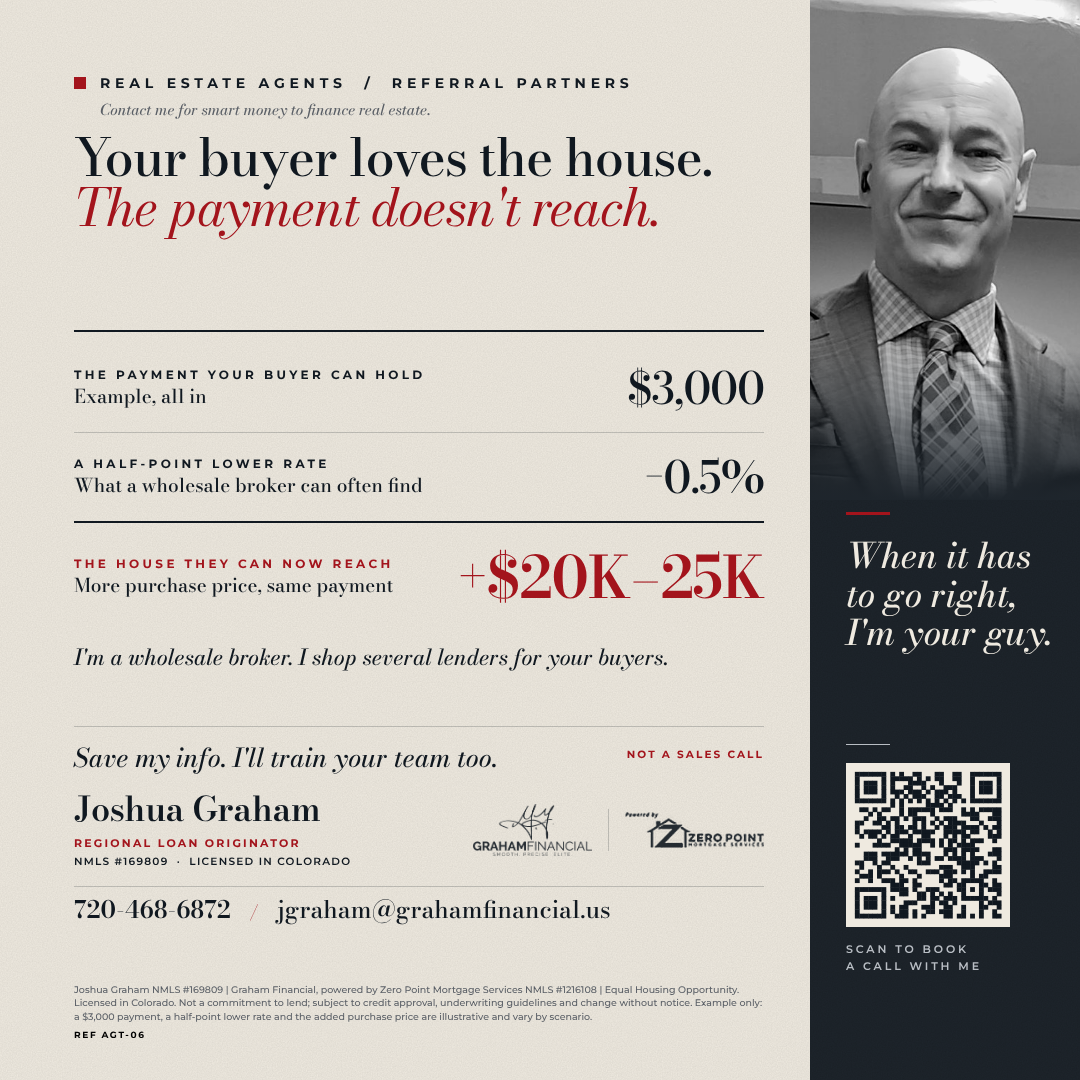 REAL ESTATE AGENTS / REFERRAL PARTNERS
Contact me for smart money to finance real estate.
Your buyer loves the house.
The payment doesn't reach.
THE PAYMENT YOUR BUYER CAN HOLD
Example, all in
$3,000
A HALF-POINT LOWER RATE
What a wholesale broker can often find
–0.5%
THE HOUSE THEY CAN NOW REACH
More purchase price, same payment
+$20K–25K
I'm a wholesale broker. I shop several lenders for your buyers.
Save my info. I'll train your team too.
NOT A SALES CALL
Joshua Graham
REGIONAL LOAN ORIGINATOR
NMLS #169809 · LICENSED IN COLORADO
GRAHAMFINANCIAL
SMOOTH. PRECISE. ELITE.
Powered by
ZERO POINT
MORTGAGE SERVICES
720-468-6872 / jgraham@grahamfinancial.us
Joshua Graham NMLS #169809 | Graham Financial, powered by Zero Point Mortgage Services NMLS #1216108 | Equal Housing Opportunity.
Licensed in Colorado. Not a commitment to lend; subject to credit approval, underwriting guidelines and change without notice. Example only:
a $3,000 payment, a half-point lower rate and the added purchase price are illustrative and vary by scenario.
REF AGT-06
When it has
to go right,
I'm your guy.
SCAN TO BOOK
A CALL WITH ME